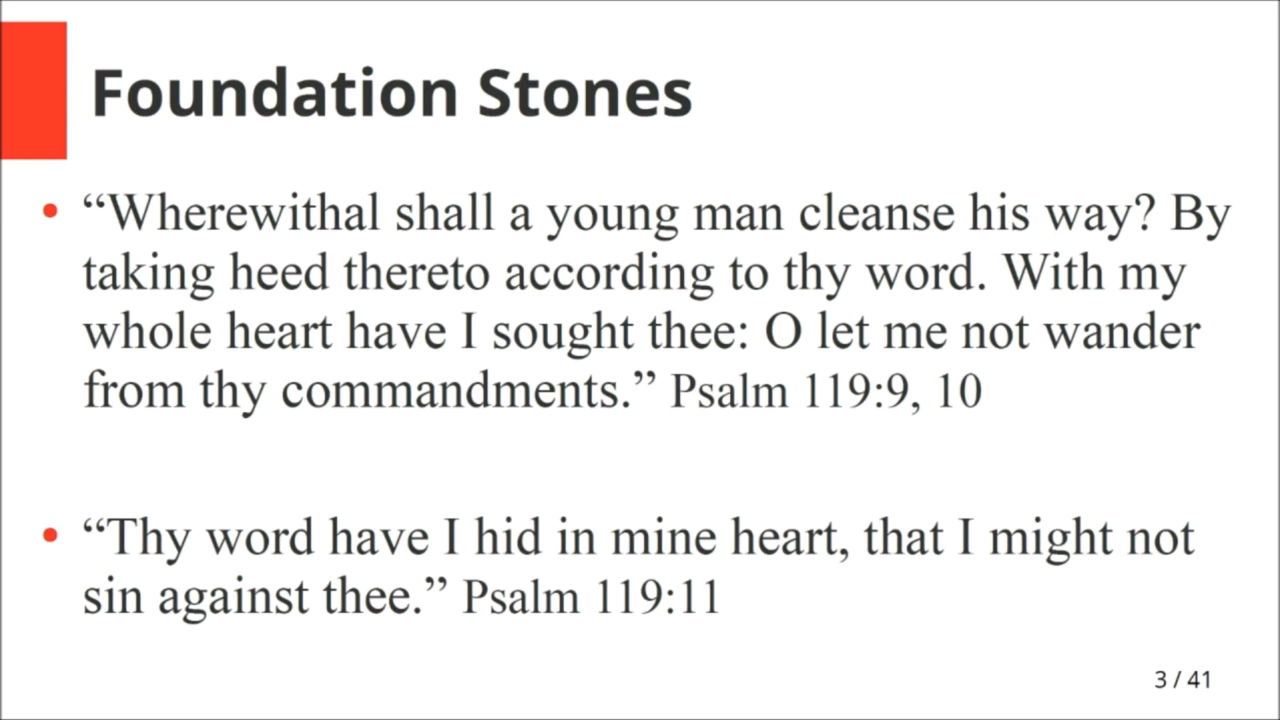 Foundation Stones
• “Wherewithal shall a young man cleanse his way? By
taking heed thereto according to thy word. With my
whole heart have I sought thee: O let me not wander
from thy commandments.” Psalm 119:9, 10
• “Thy word have I hid in mine heart, that I might not
sin against thee.” Psalm 119:11
3 / 41